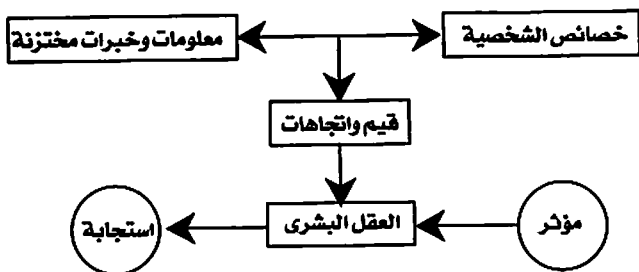 خصائص الشخصية
معلومات وخبرات مختزنة
قيم واتجاهات
مؤثر
العقل البشرى
استجابة